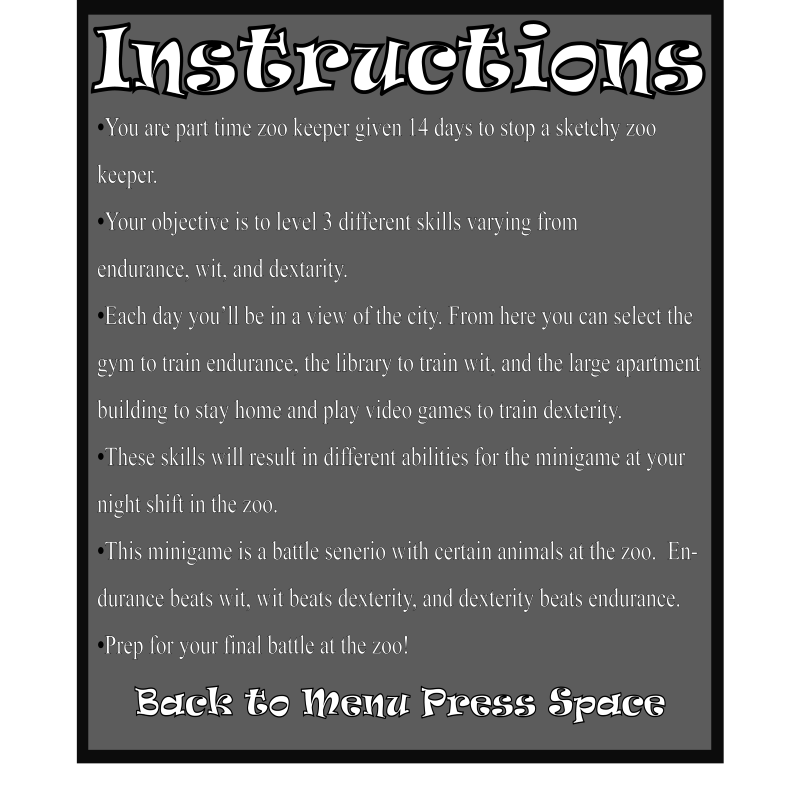 Instructions
•You are part time zoo keeper given 14 days to stop a sketchy zoo
keeper.
•Your objective is to level 3 different skills varying from
endurance, wit, and dextarity.
•Each day you'll be in a view of the city. From here you can select the
gym to train endurance, the library to train wit, and the large apartment
building to stay home and play video games to train dexterity.
•These skills will result in different abilities for the minigame at your
night shift in the zoo.
•This minigame is a battle senerio with certain animals at the zoo.  En-
durance beats wit, wit beats dexterity, and dexterity beats endurance.
•Prep for your final battle at the zoo!
Back to Menu Press Space